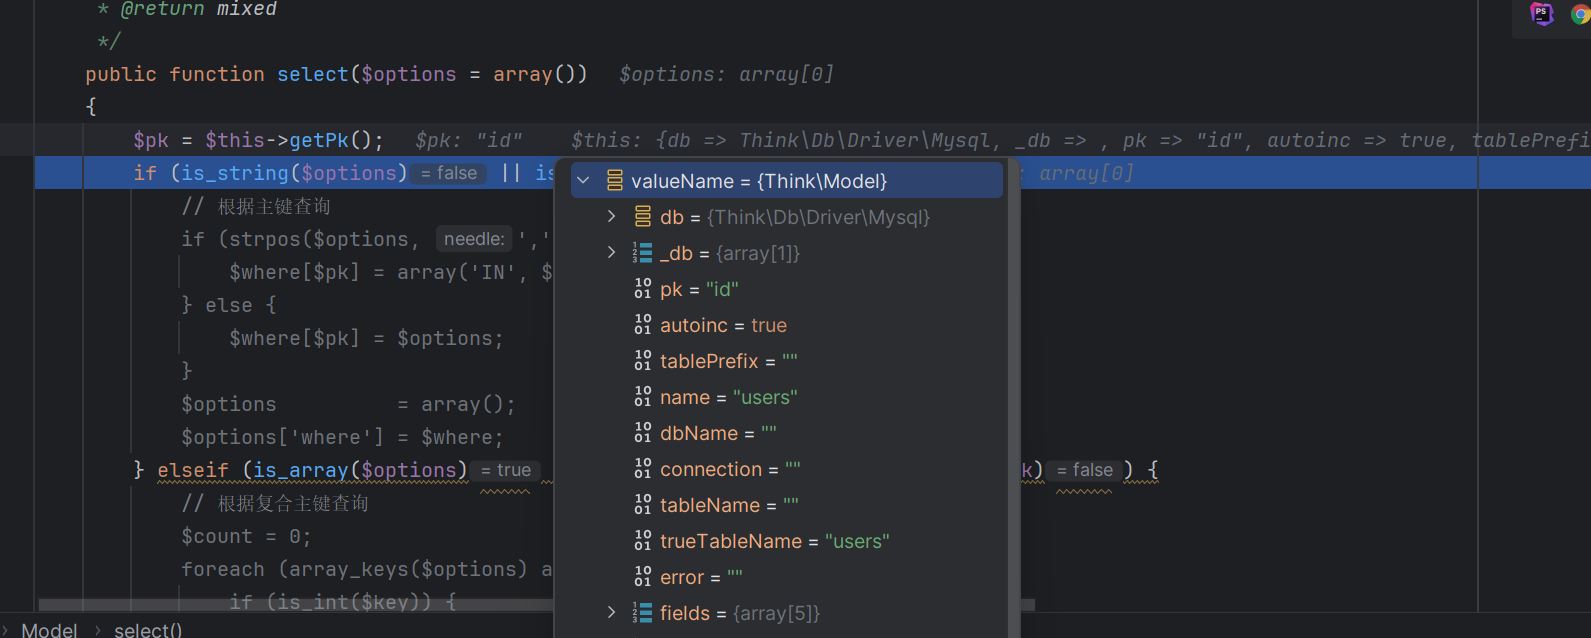 * @return mixed
*/
public function select($options = array())  $options: array[0]
{
$pk = $this->getPk();  $pk: "id"  $this: {db => Think\Db\Driver\Mysql, _db => , pk => "id", autoinc => true, tablePrefi
if (is_string($options) = false || is array[0]
// 根据主键查询
if (strpos($options, needle: ','
$where[$pk] = array('IN', $
} else {
$where[$pk] = $options;
}
$options = array();
$options['where'] = $where;
} elseif (is_array($options) = true k) = false ) {
// 根据复合主键查询
$count = 0;
foreach (array_keys($options) a
if (is_int($key)) {
valueName = {Think\Model}
db = {Think\Db\Driver\Mysql}
_db = {array[1]}
pk = "id"
autoinc = true
tablePrefix = ""
name = "users"
dbName = ""
connection = ""
tableName = ""
trueTableName = "users"
error = ""
fields = {array[5]}
Model > select()
PS